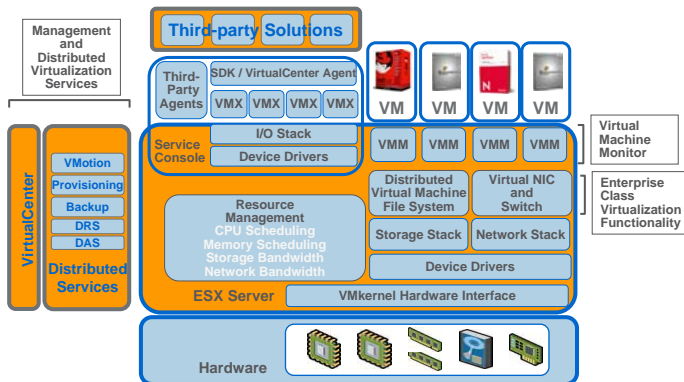 Management
and
Distributed
Virtualization
Services
Third-party Solutions
Third-
Party
Agents
SDK / VirtualCenter Agent
VMX
VMX
VMX
VMX
VM
VM
N
VM
VM
Service
Console
I/O Stack
Device Drivers
VMM
VMM
VMM
VMM
Virtual
Machine
Monitor
VirtualCenter
VMotion
Provisioning
Backup
DRS
DAS
Distributed
Services
Resource
Management
CPU Scheduling
Memory Scheduling
Storage Bandwidth
Network Bandwidth
Distributed
Virtual Machine
File System
Virtual NIC
and
Switch
Enterprise
Class
Virtualization
Functionality
Storage Stack
Network Stack
Device Drivers
ESX Server
VMkernel Hardware Interface
Hardware